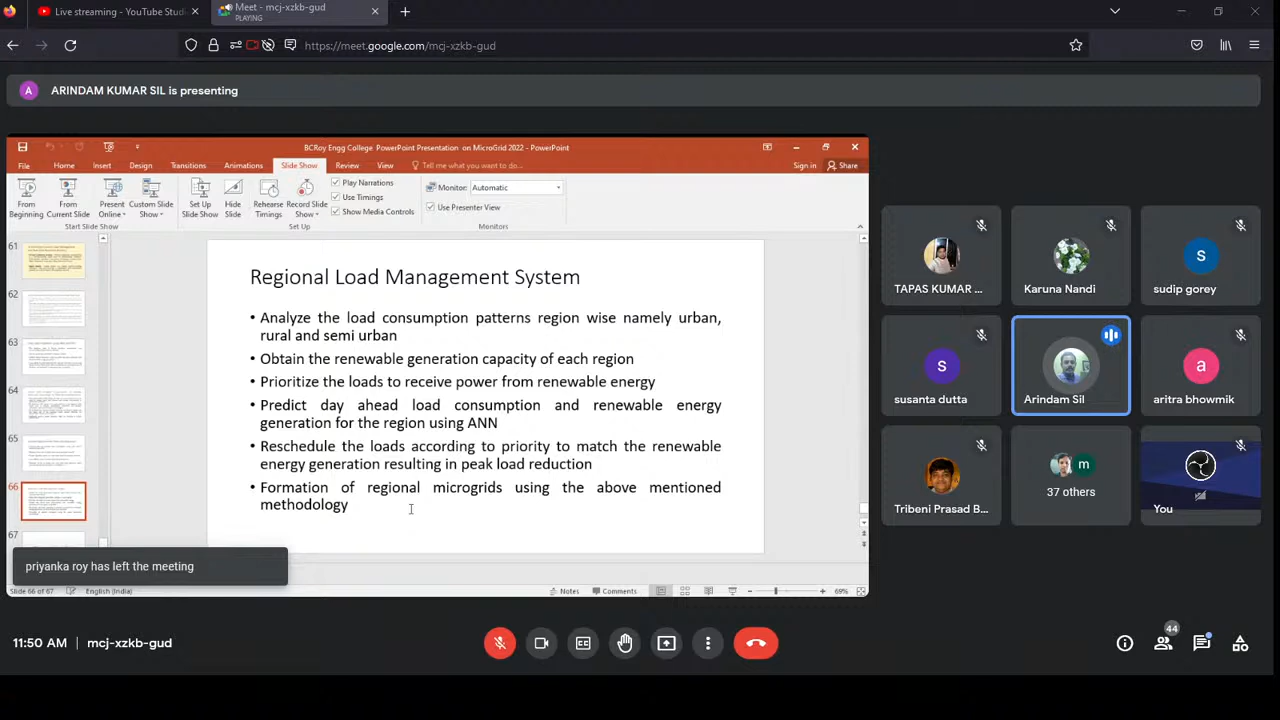 Live streaming - YouTube Stud
Meet - mcj-xzkb-gud
PLAYING
https://meet.google.com/mcj-xzkb-gud
A
ARINDAM KUMAR SIL is presenting
BCRoy Engg College PowerPoint Presentation on MicroGrid 2022 - PowerPoint
File Home Insert Design Transitions Animations Slide Show Review View Tell me what you want to do... Sign in Share
From Beginning
From Current Slide
Present Online
Custom Slide Show
Set Up Slide Show
Hide Slide
Rehearse Timings
Record Slide Show
Play Narrations
Use Timings
Show Media Controls
Monitor: Automatic
Use Presenter View
Start Slide Show
Set Up
Monitors
61
62
63
64
65
66
67
Regional Load Management System
• Analyze the load consumption patterns region wise namely urban,
rural and semi urban
• Obtain the renewable generation capacity of each region
• Prioritize the loads to receive power from renewable energy
• Predict day ahead load consumption and renewable energy
generation for the region using ANN
• Reschedule the loads according to priority to match the renewable
energy generation resulting in peak load reduction
• Formation of regional microgrids using the above mentioned
methodology
priyanka roy has left the meeting
Slide 66 of 67 English (India)
Notes Comments 69%
TAPAS KUMAR ...
Karuna Nandi
S
sudip gorey
S
susanta dutta
Arindam Sil
a
aritra bhowmik
Tribeni Prasad B...
m
37 others
You
11:50 AM | mcj-xzkb-gud
44